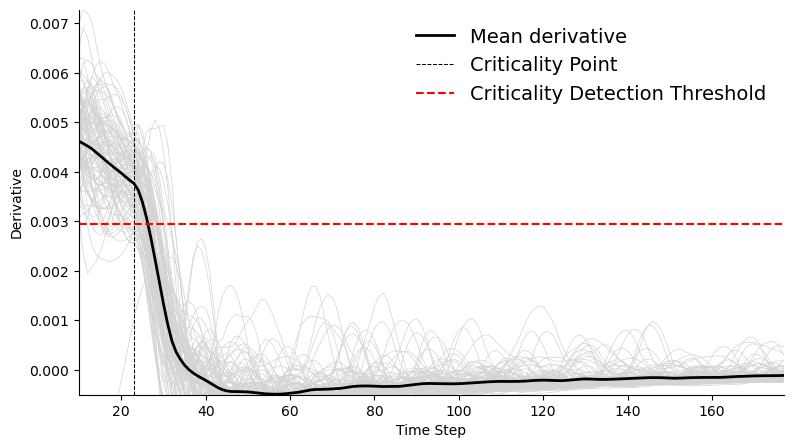 0.007
0.006
0.005
0.004
0.003
0.002
0.001
0.000
Derivative
Mean derivative
Criticality Point
Criticality Detection Threshold
20 40 60 80 100 120 140 160
Time Step